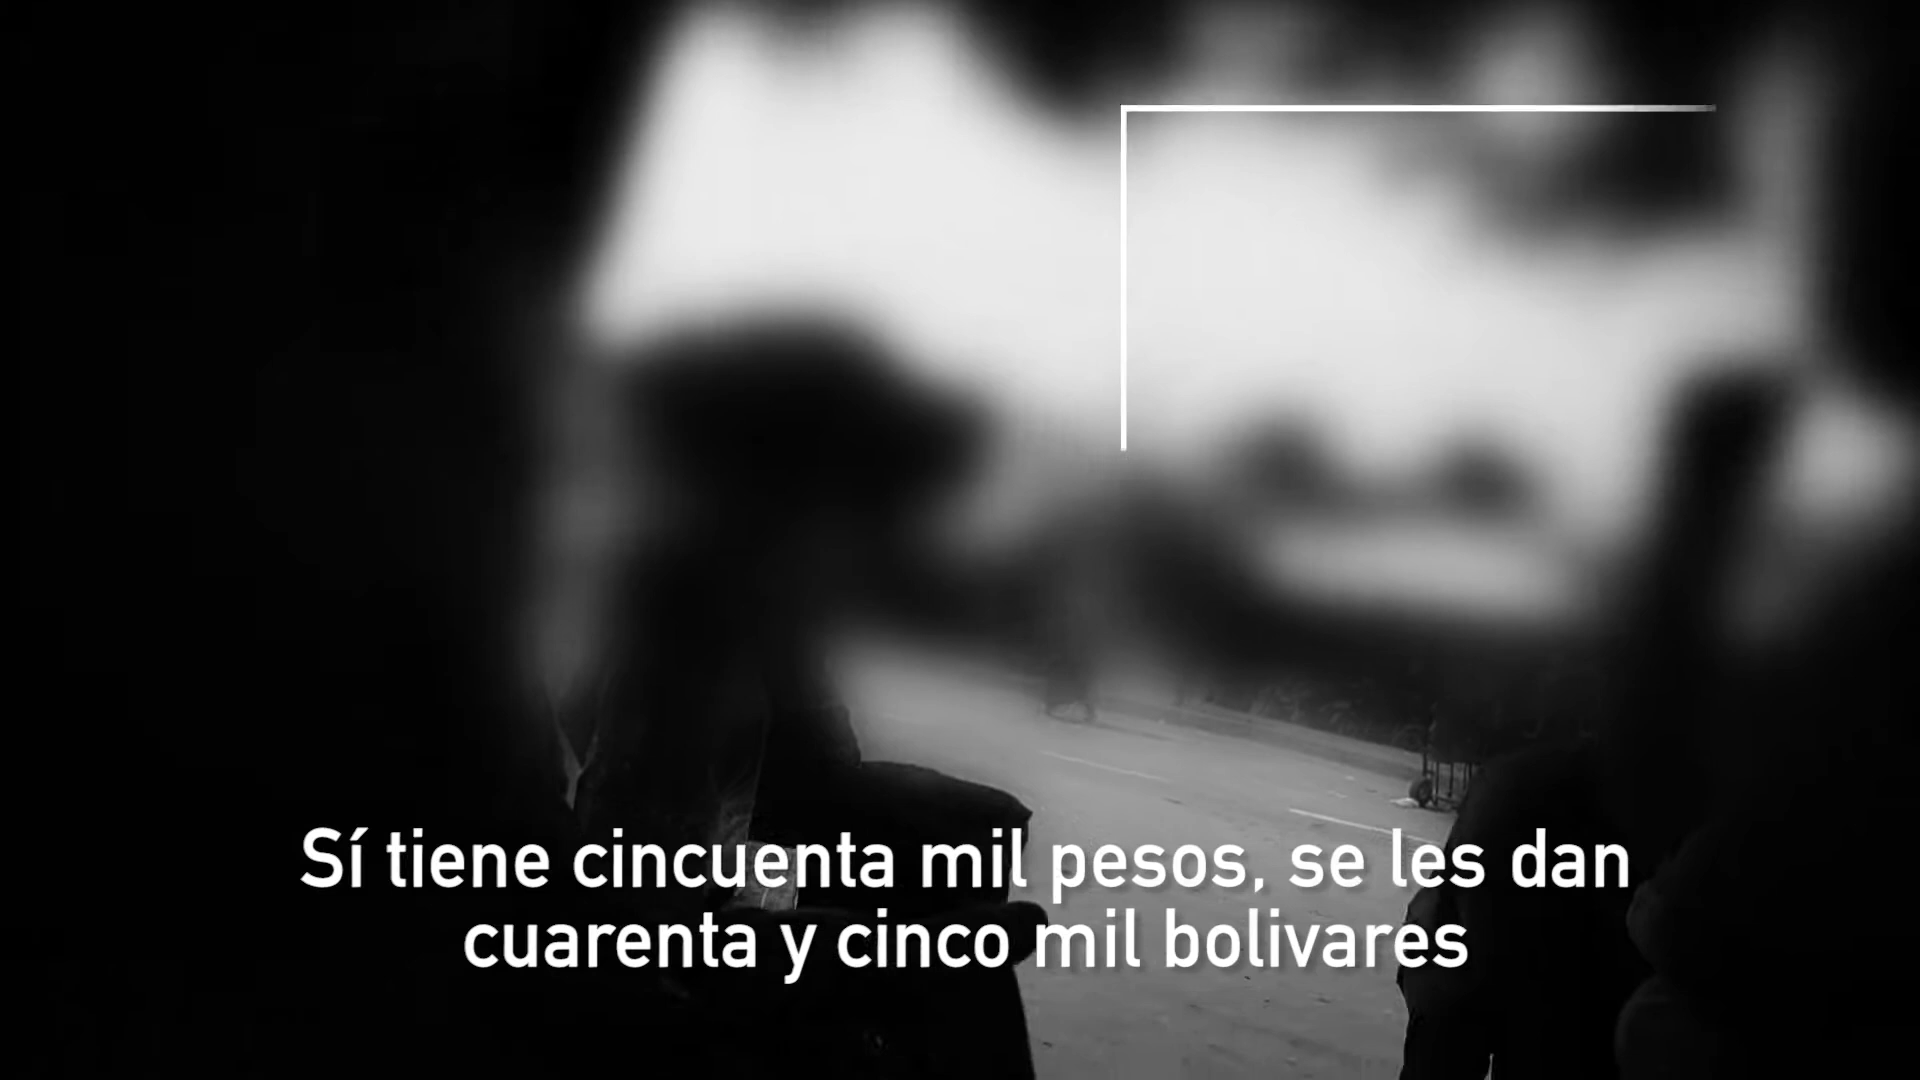 Sí tiene cincuenta mil pesos, se les dan
cuarenta y cinco mil bolivares